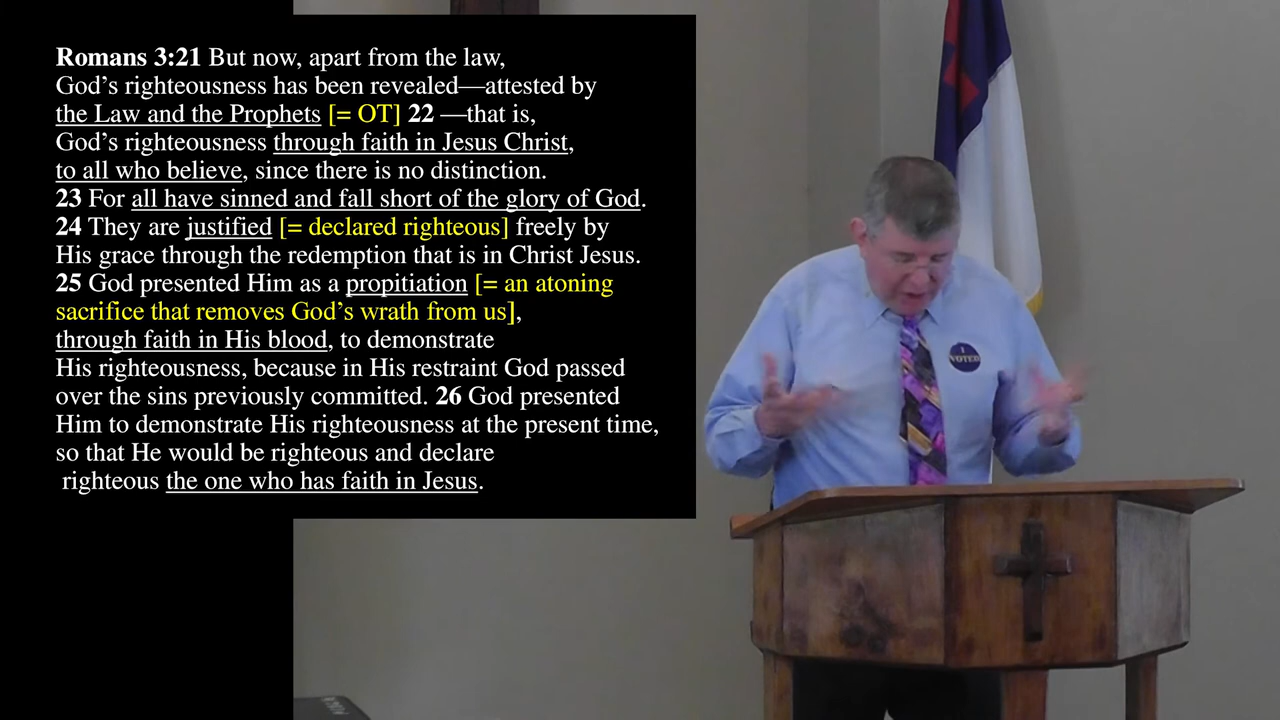 Romans 3:21 But now, apart from the law,
God’s righteousness has been revealed—attested by
the Law and the Prophets [= OT] 22 —that is,
God’s righteousness through faith in Jesus Christ,
to all who believe, since there is no distinction.
23 For all have sinned and fall short of the glory of God.
24 They are justified [= declared righteous] freely by
His grace through the redemption that is in Christ Jesus.
25 God presented Him as a propitiation [= an atoning
sacrifice that removes God’s wrath from us],
through faith in His blood, to demonstrate
His righteousness, because in His restraint God passed
over the sins previously committed. 26 God presented
Him to demonstrate His righteousness at the present time,
so that He would be righteous and declare
righteous the one who has faith in Jesus.
I
VOTED